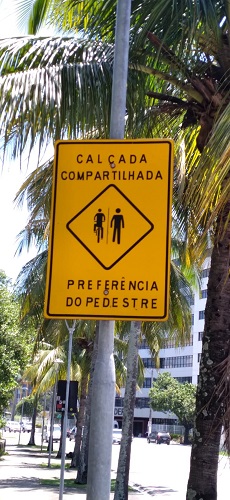 CALÇADA
COMPARTILHADA
PREFERÊNCIA
DO PEDESTRE